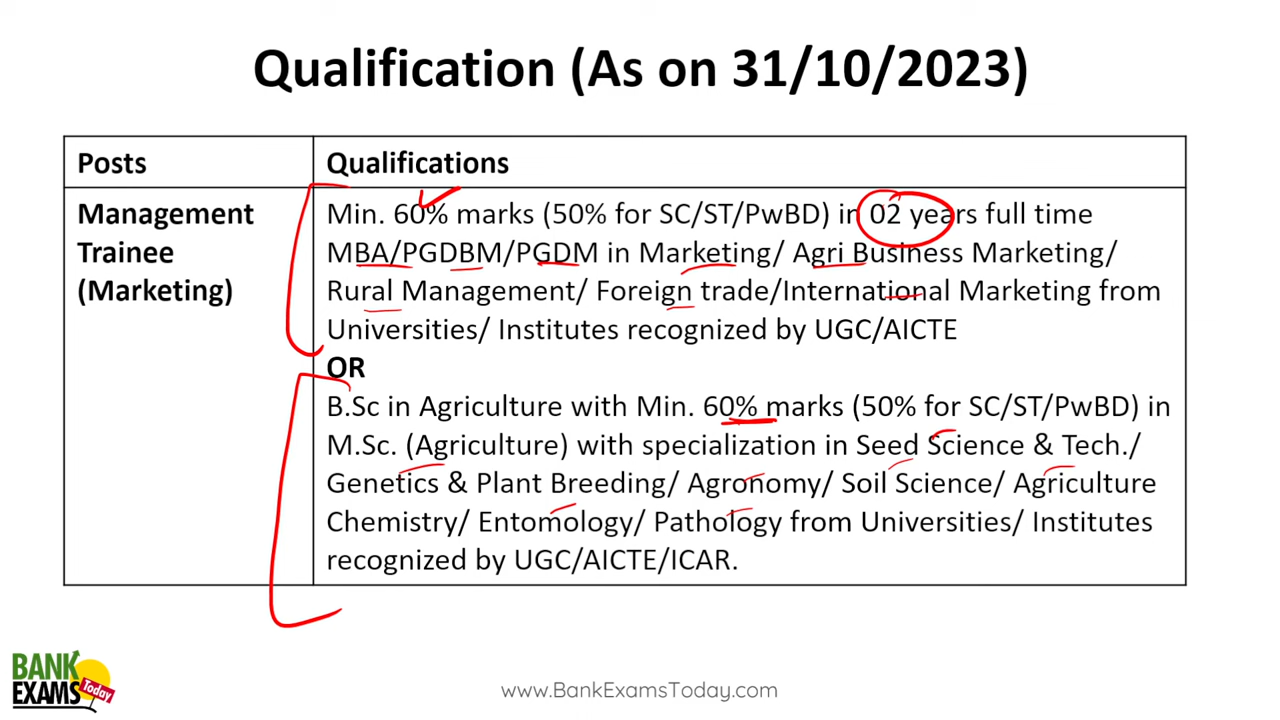 Qualification (As on 31/10/2023)
Posts
Qualifications
Management
Trainee
(Marketing)
Min. 60% marks (50% for SC/ST/PwBD) in 02 years full time
MBA/PGDBM/PGDM in Marketing/ Agri Business Marketing/
Rural Management/ Foreign trade/International Marketing from
Universities/ Institutes recognized by UGC/AICTE
OR
B.Sc in Agriculture with Min. 60% marks (50% for SC/ST/PwBD) in
M.Sc. (Agriculture) with specialization in Seed Science & Tech./
Genetics & Plant Breeding/ Agronomy/ Soil Science/ Agriculture
Chemistry/ Entomology/ Pathology from Universities/ Institutes
recognized by UGC/AICTE/ICAR.
BANK
EXAMS
Today
www.BankExamsToday.com